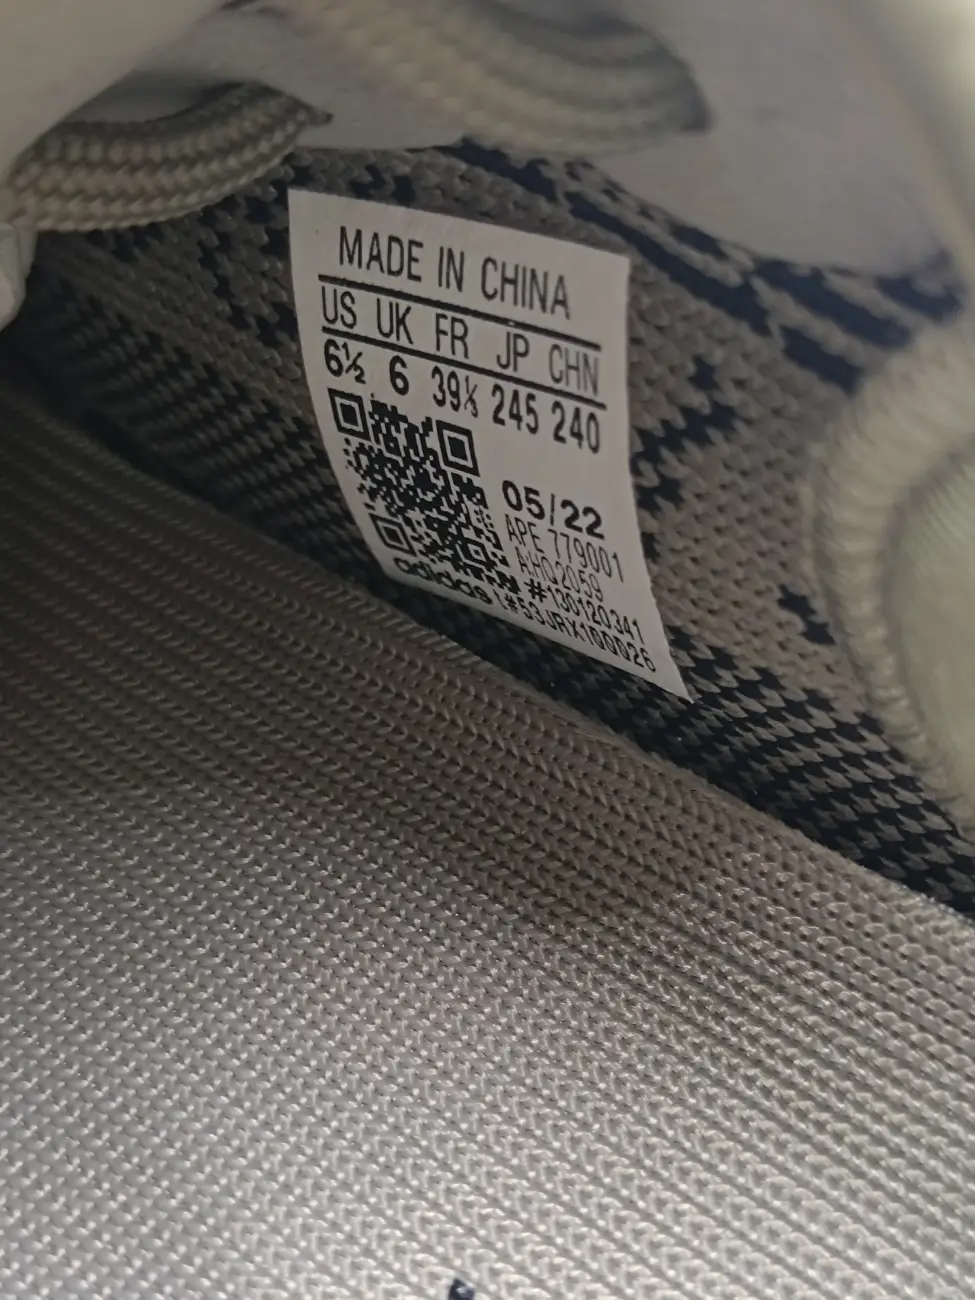 MADE IN CHINA
US UK FR JP CHN
6½ 6 39⅓ 245 240
05/22
APE 779001
AHQ2059
#130120341
adidas L#53JRX100026